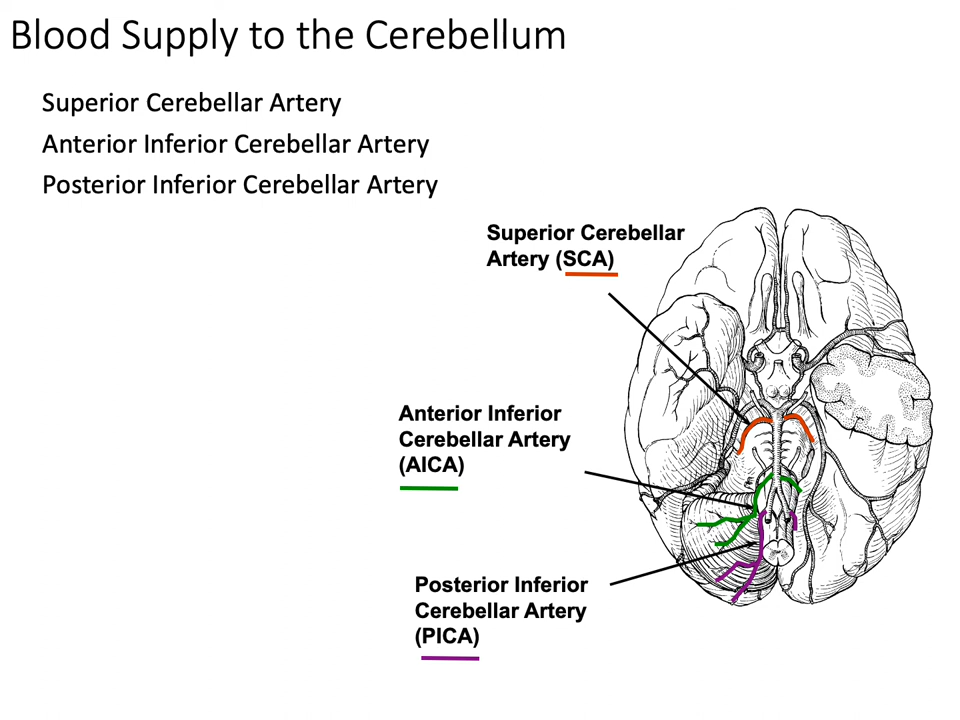 Blood Supply to the Cerebellum
Superior Cerebellar Artery
Anterior Inferior Cerebellar Artery
Posterior Inferior Cerebellar Artery
Superior Cerebellar
Artery (SCA)
Anterior Inferior
Cerebellar Artery
(AICA)
Posterior Inferior
Cerebellar Artery
(PICA)